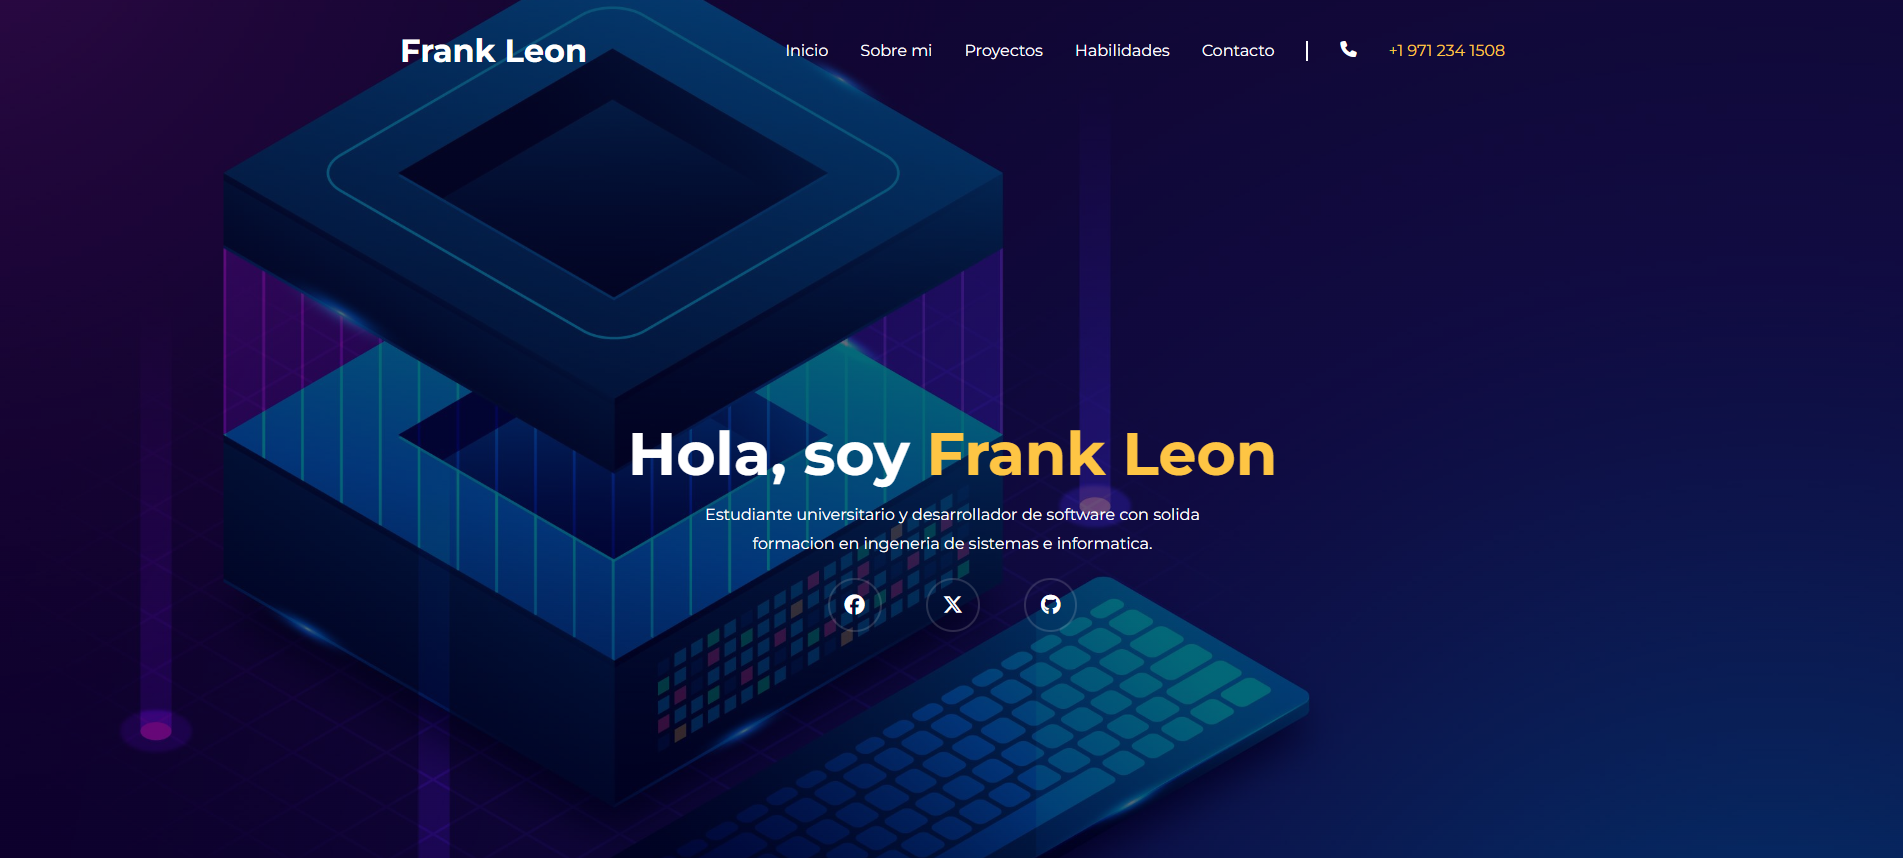 Frank Leon
Inicio Sobre mi Proyectos Habilidades Contacto +1 971 234 1508
Hola, soy Frank Leon
Estudiante universitario y desarrollador de software con solida
formacion en ingeneria de sistemas e informatica.